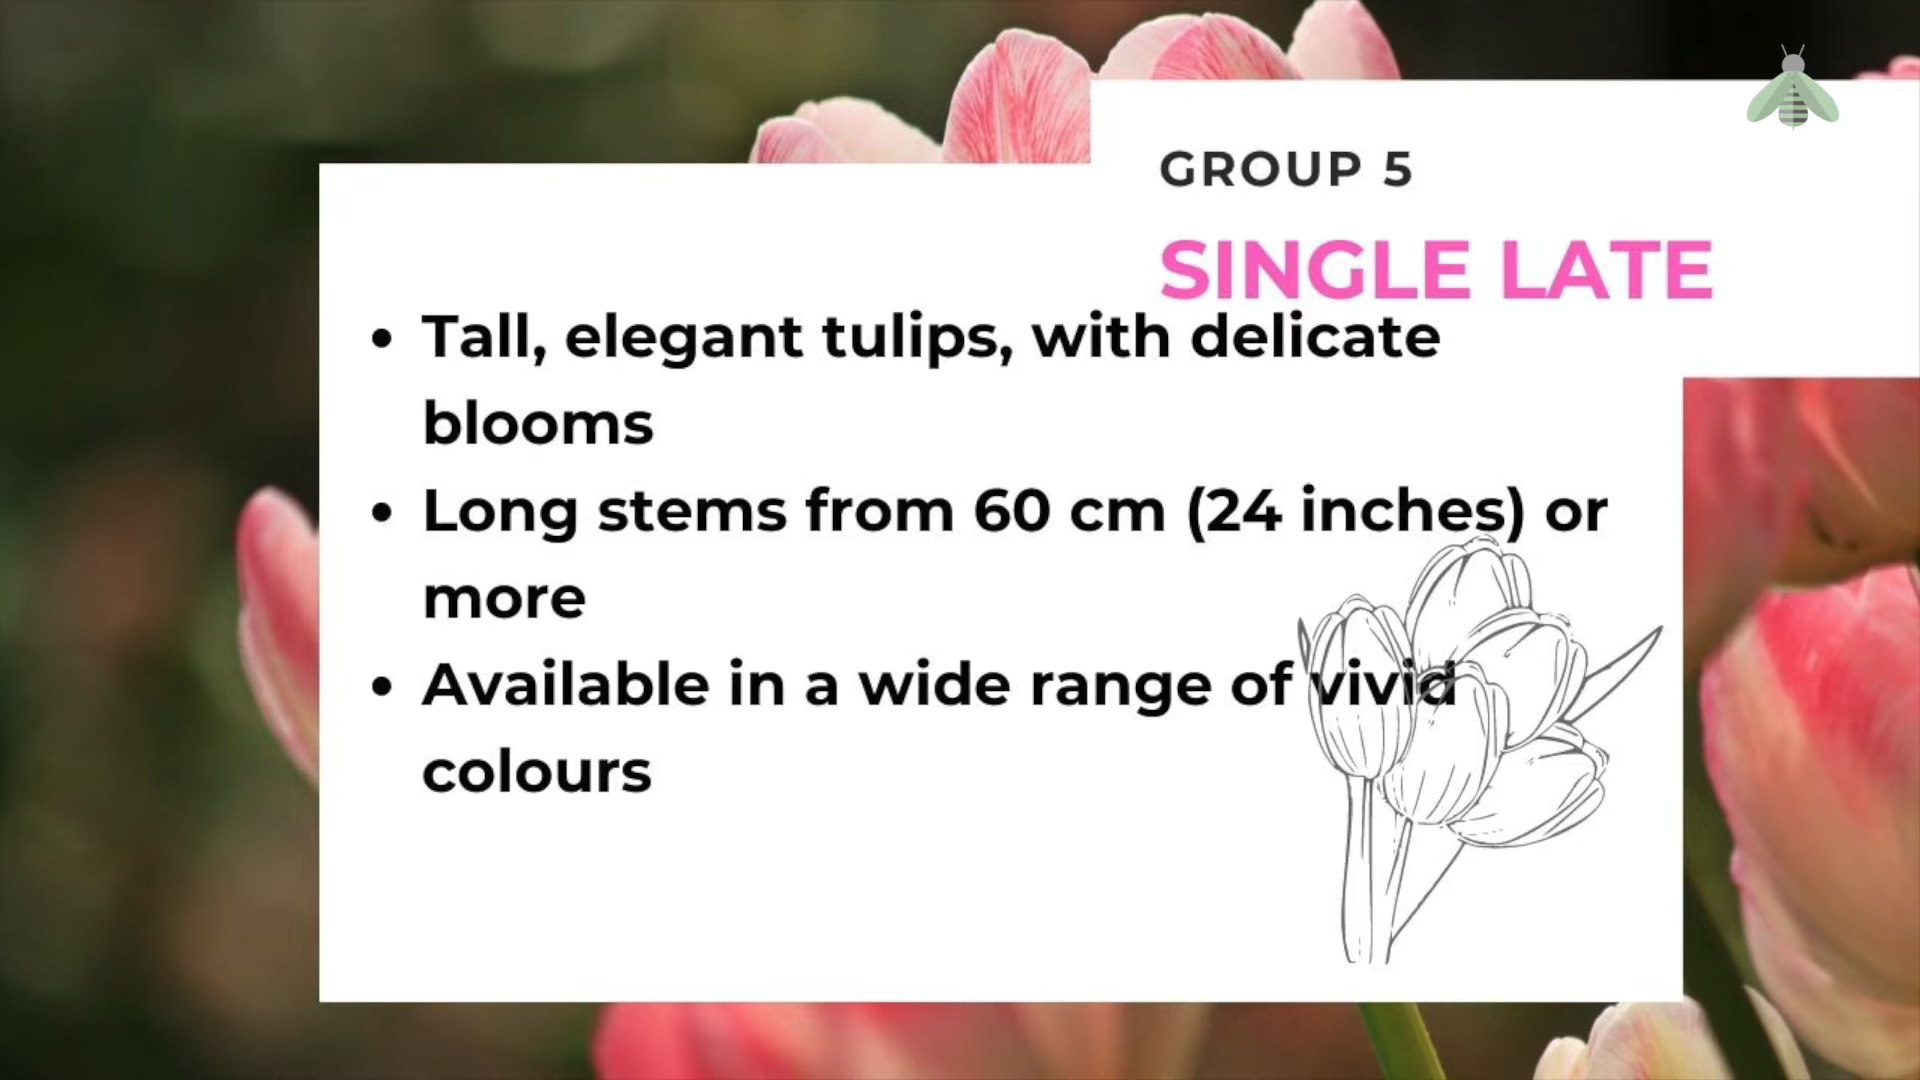 GROUP 5
SINGLE LATE
• Tall, elegant tulips, with delicate
blooms
• Long stems from 60 cm (24 inches) or
more
• Available in a wide range of vivid
colours